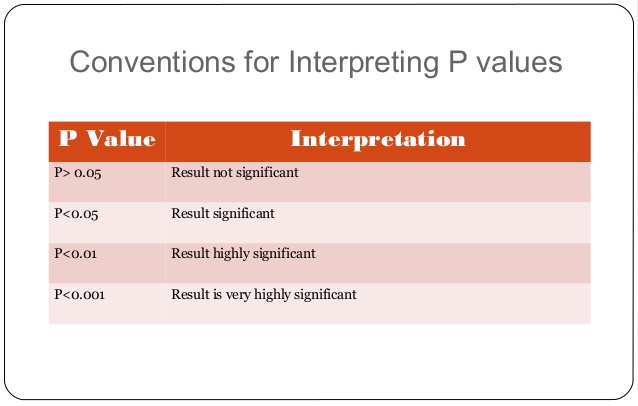 Conventions for Interpreting P values
P Value Interpretation
P> 0.05 Result not significant
P<0.05 Result significant
P<0.01 Result highly significant
P<0.001 Result is very highly significant